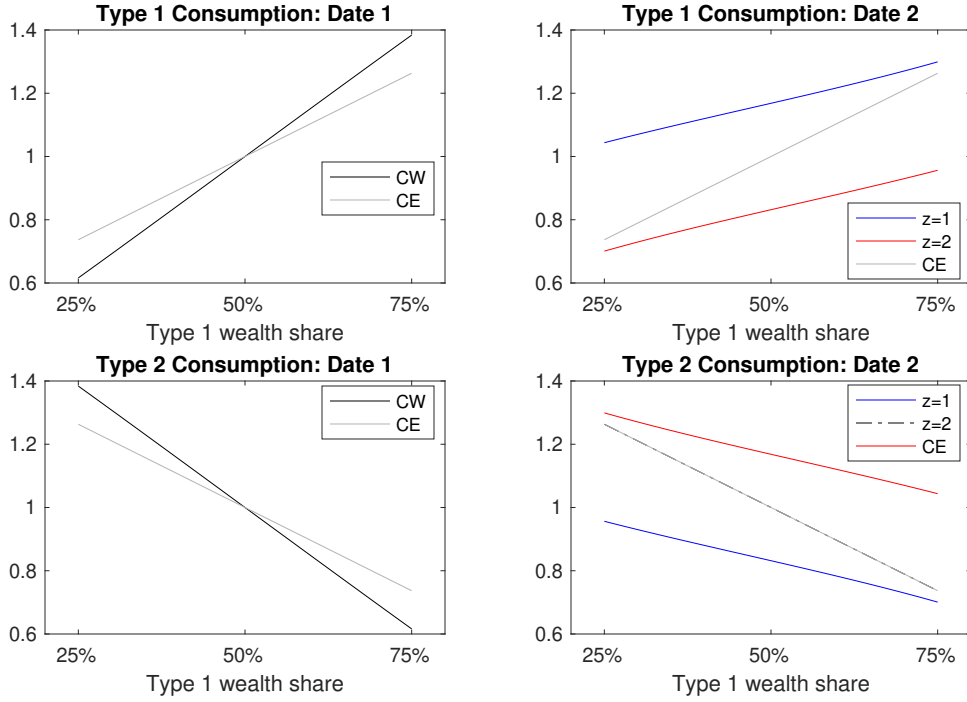 Type 1 Consumption: Date 1
1.4
1.2
1
0.8
0.6
CW
CE
25%
50%
75%
Type 1 wealth share
Type 1 Consumption: Date 2
1.4
1.2
1
0.8
0.6
z=1
z=2
CE
25%
50%
75%
Type 1 wealth share
Type 2 Consumption: Date 1
1.4
1.2
1
0.8
0.6
CW
CE
25%
50%
75%
Type 1 wealth share
Type 2 Consumption: Date 2
1.4
1.2
1
0.8
0.6
z=1
z=2
CE
25%
50%
75%
Type 1 wealth share